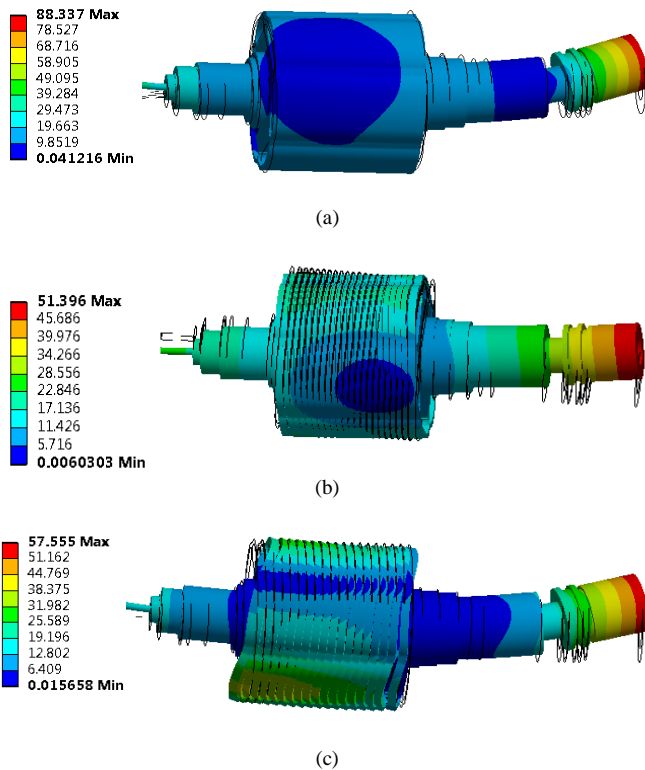 88.337 Max
78.527
68.716
58.905
49.095
39.284
29.473
19.663
9.8519
0.041216 Min
(a)
51.396 Max
45.686
39.976
34.266
28.556
22.846
17.136
11.426
5.716
0.0060303 Min
(b)
57.555 Max
51.162
44.769
38.375
31.982
25.589
19.196
12.802
6.409
0.015658 Min
(c)